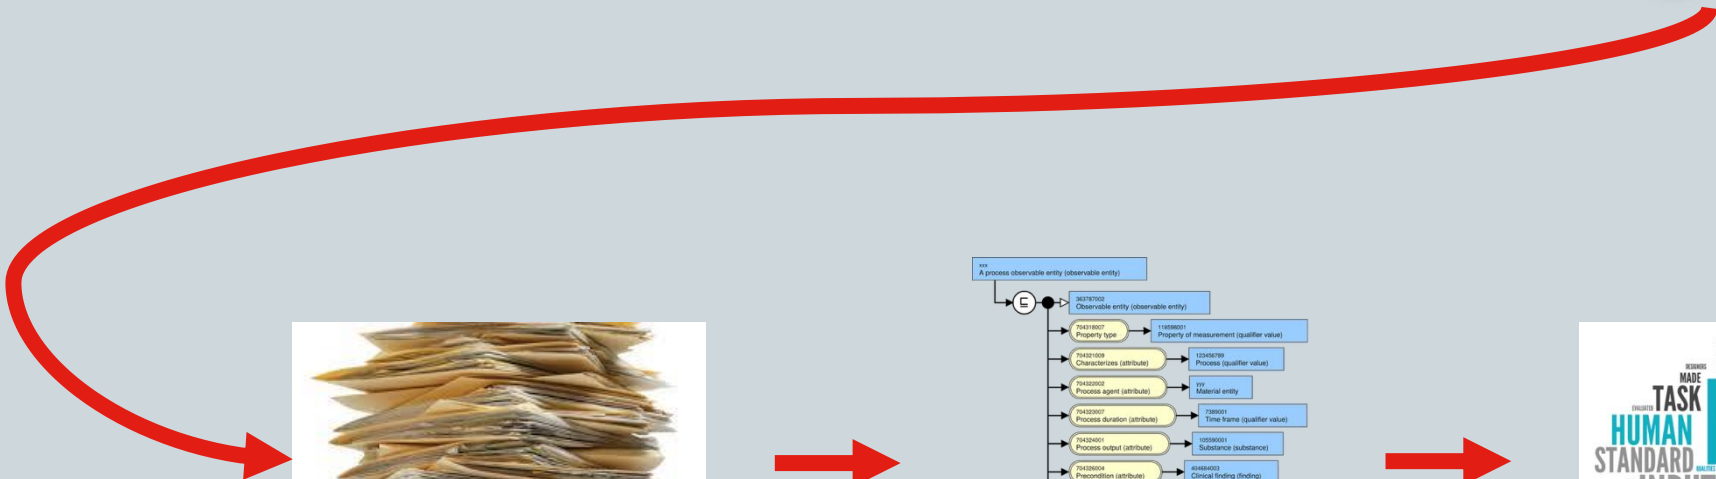 xxx
A process observable entity (observable entity)
⊑
363787002
Observable entity (observable entity)
704318007
Property type
118598001
Property of measurement (qualifier value)
704321009
Characterizes (attribute)
123456789
Process (qualifier value)
704322002
Process agent (attribute)
yyy
Material entity
704323007
Process duration (attribute)
7389001
Time frame (qualifier value)
704324001
Process output (attribute)
105590001
Substance (substance)
704326004
Precondition (attribute)
404684003
Clinical finding (finding)
DESIGNERS
MADE
EVALUATED
TASK
HUMAN
STANDARD